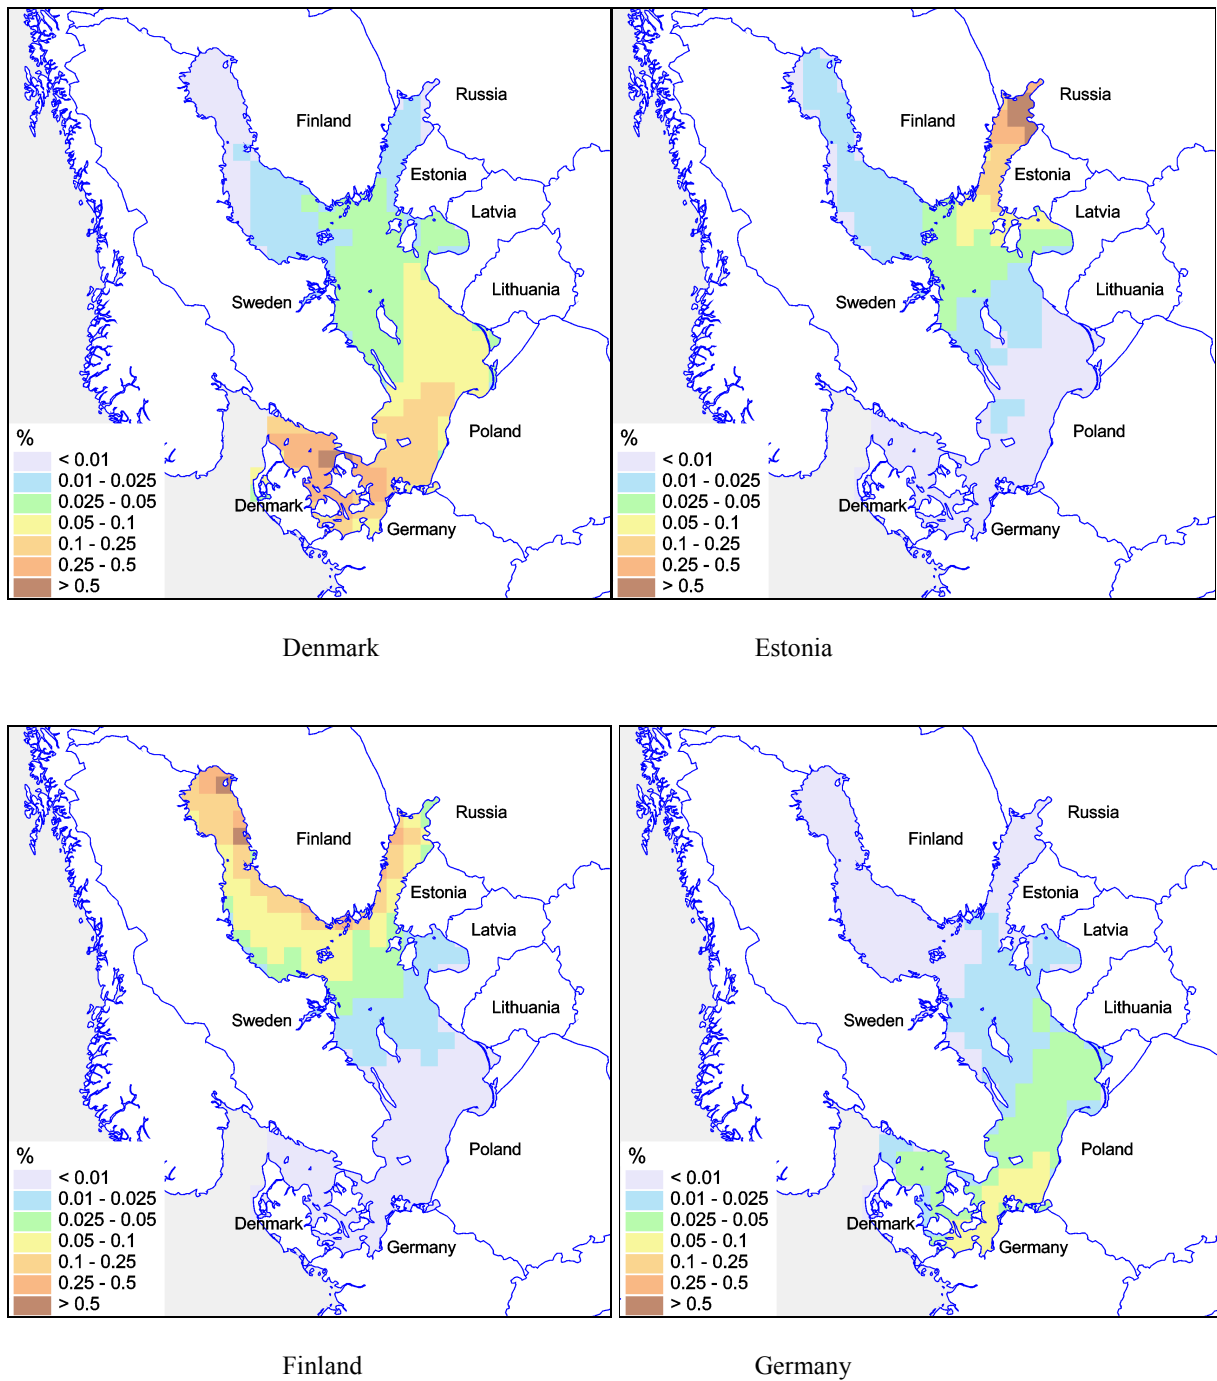 Russia
Finland
Estonia
Latvia
Lithuania
Sweden
Poland
Denmark
Germany
%
< 0.01
0.01 - 0.025
0.025 - 0.05
0.05 - 0.1
0.1 - 0.25
0.25 - 0.5
> 0.5
Russia
Finland
Estonia
Latvia
Lithuania
Sweden
Poland
Denmark
Germany
%
< 0.01
0.01 - 0.025
0.025 - 0.05
0.05 - 0.1
0.1 - 0.25
0.25 - 0.5
> 0.5
Denmark
Estonia
Russia
Finland
Estonia
Latvia
Lithuania
Sweden
Poland
Denmark
Germany
%
< 0.01
0.01 - 0.025
0.025 - 0.05
0.05 - 0.1
0.1 - 0.25
0.25 - 0.5
> 0.5
Russia
Finland
Estonia
Latvia
Lithuania
Sweden
Poland
Denmark
Germany
%
< 0.01
0.01 - 0.025
0.025 - 0.05
0.05 - 0.1
0.1 - 0.25
0.25 - 0.5
> 0.5
Finland
Germany